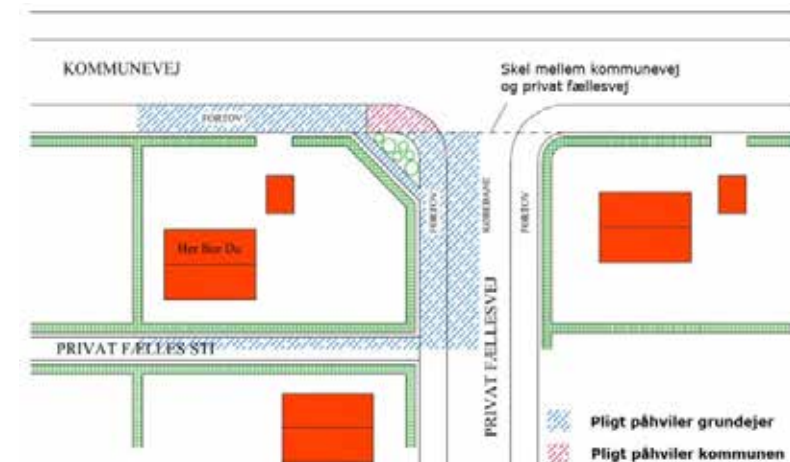 KOMMUNEVEJ
Skel mellem kommunevej
og privat fællesvej
FORTOV
FORTOV
KØREBANE
FORTOV
Her Bor Du
PRIVAT FÆLLES STI
PRIVAT FÆLLESVEJ
Pligt påhviler grundejer
Pligt påhviler kommunen